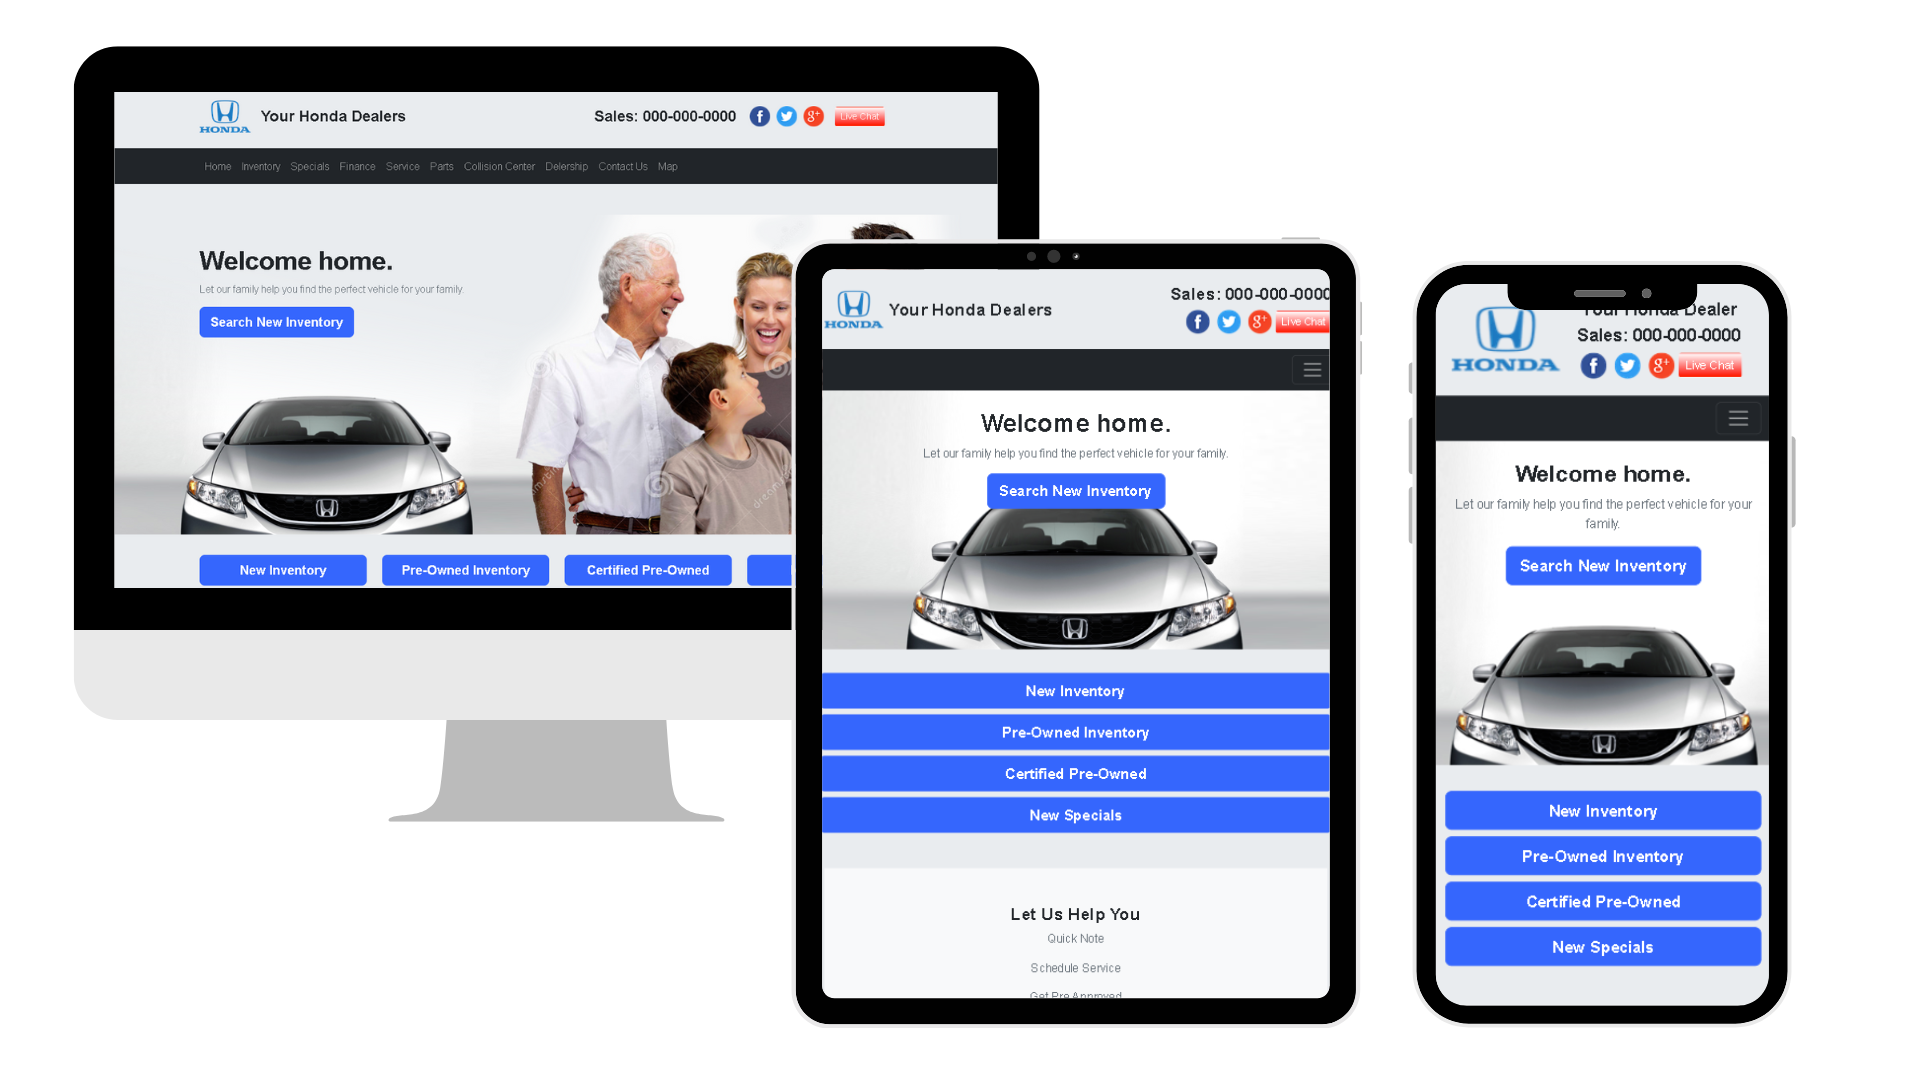 HONDA
Your Honda Dealers
Sales: 000-000-0000
f
g+
Live Chat
Home Inventory Specials Finance Service Parts Collision Center Delership Contact Us Map
Welcome home.
Let our family help you find the perfect vehicle for your family.
Search New Inventory
New Inventory
Pre-Owned Inventory
Certified Pre-Owned
HONDA
Your Honda Dealers
Sales: 000-000-0000
f
g+
Live Chat
Welcome home.
Let our family help you find the perfect vehicle for your family.
Search New Inventory
New Inventory
Pre-Owned Inventory
Certified Pre-Owned
New Specials
Let Us Help You
Quick Note
Schedule Service
Get Pre Approved
HONDA
Your Honda Dealer
Sales: 000-000-0000
f
g+
Live Chat
Welcome home.
Let our family help you find the perfect vehicle for your
family.
Search New Inventory
New Inventory
Pre-Owned Inventory
Certified Pre-Owned
New Specials